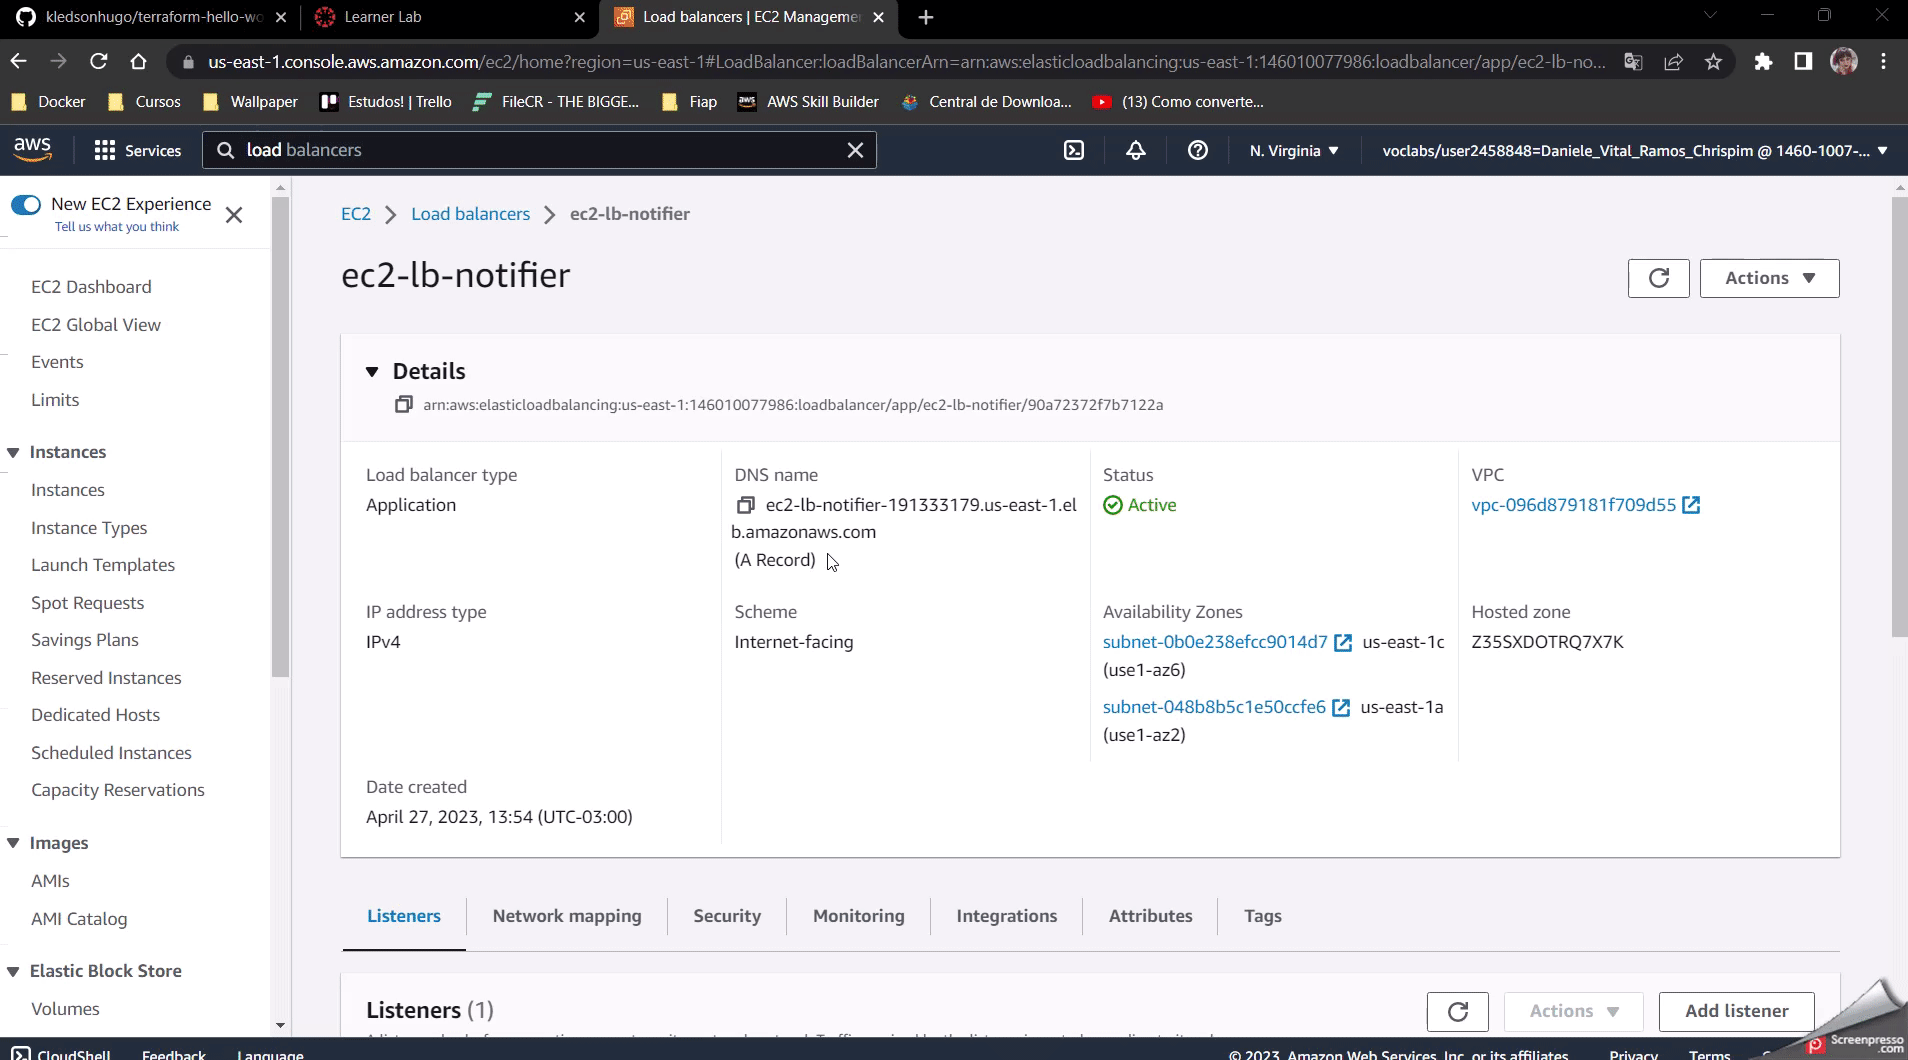 kledsonhugo/terraform-hello-wo
Learner Lab
Load balancers | EC2 Manageme
us-east-1.console.aws.amazon.com/ec2/home?region=us-east-1#LoadBalancer:loadBalancerArn=arn:aws:elasticloadbalancing:us-east-1:146010077986:loadbalancer/app/ec2-lb-no...
Docker
Cursos
Wallpaper
Estudos! | Trello
FileCR - THE BIGGE...
Fiap
aws
AWS Skill Builder
Central de Downloa...
(13) Como converte...
aws
Services
load balancers
N. Virginia
voclabs/user2458848=Daniele_Vital_Ramos_Chrispim @ 1460-1007-...
New EC2 Experience
Tell us what you think
EC2 Dashboard
EC2 Global View
Events
Limits
Instances
Instances
Instance Types
Launch Templates
Spot Requests
Savings Plans
Reserved Instances
Dedicated Hosts
Scheduled Instances
Capacity Reservations
Images
AMIs
AMI Catalog
Elastic Block Store
Volumes
EC2
Load balancers
ec2-lb-notifier
ec2-lb-notifier
Actions
Details
arn:aws:elasticloadbalancing:us-east-1:146010077986:loadbalancer/app/ec2-lb-notifier/90a72372f7b7122a
Load balancer type
Application
DNS name
ec2-lb-notifier-191333179.us-east-1.el
b.amazonaws.com
(A Record)
Status
Active
VPC
vpc-096d879181f709d55
IP address type
IPv4
Scheme
Internet-facing
Availability Zones
subnet-0b0e238efcc9014d7 us-east-1c
(use1-az6)
subnet-048b8b5c1e50ccfe6 us-east-1a
(use1-az2)
Hosted zone
Z35SXDOTRQ7X7K
Date created
April 27, 2023, 13:54 (UTC-03:00)
Listeners
Network mapping
Security
Monitoring
Integrations
Attributes
Tags
Listeners (1)
Actions
Add listener
CloudShell
Feedback
Language
© 2023, Amazon Web Services, Inc. or its affiliates.
Privacy
Terms
Screenpresso
.com